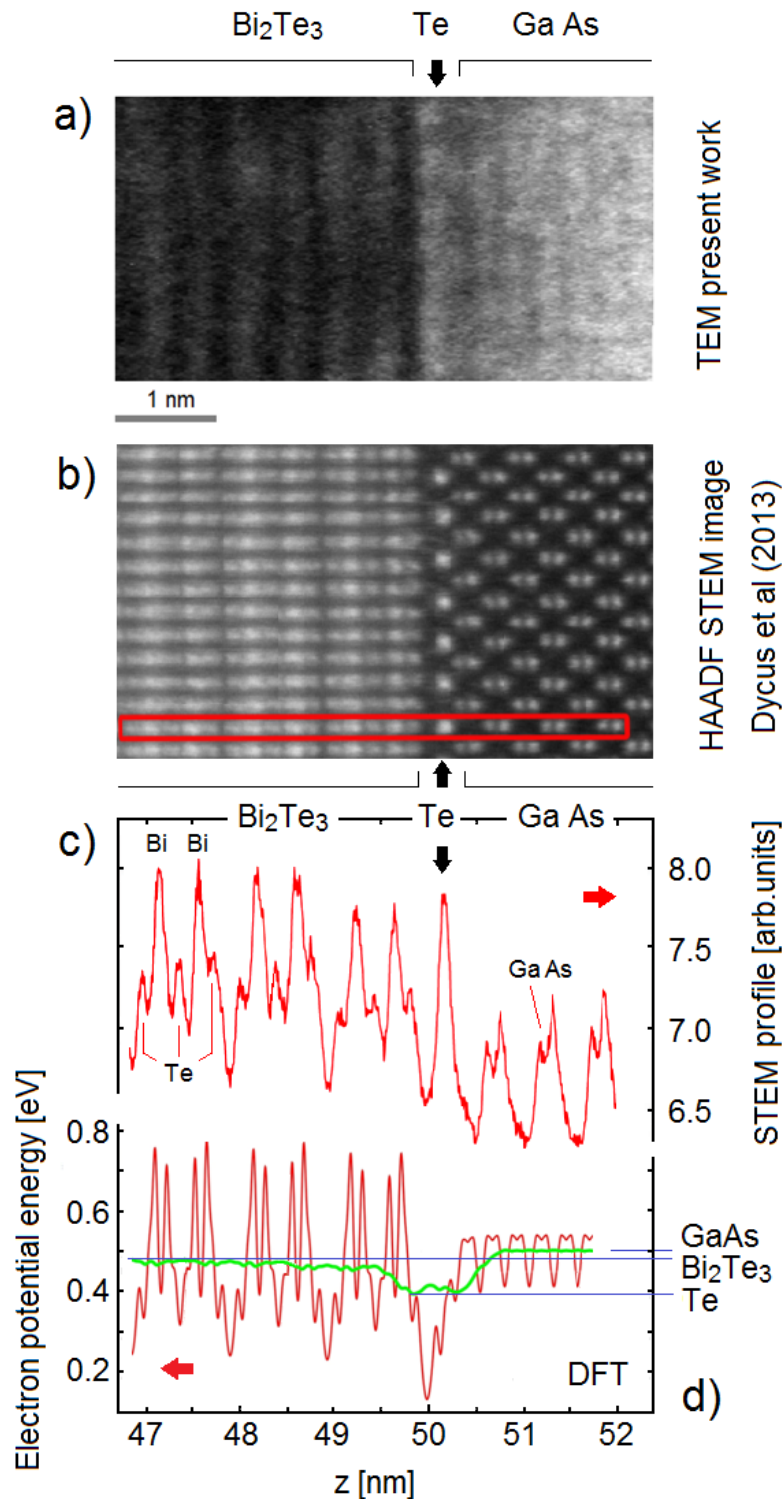 Bi₂Te₃ Te Ga As
a)
TEM present work
1 nm
b)
HAADF STEM image
Dycus et al (2013)
c)
Bi₂Te₃ Te Ga As
Bi Bi
Te
Ga As
8.0
7.5
7.0
6.5
STEM profile [arb.units]
Electron potential energy [eV]
0.8
0.6
0.4
0.2
GaAs
Bi₂Te₃
Te
DFT
d)
47 48 49 50 51 52
z [nm]